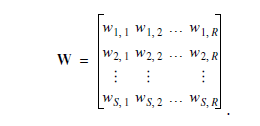 w1, 1 w1, 2 … w1, R
W = w2, 1 w2, 2 … w2, R
⋮ ⋮ ⋮
wS, 1 wS, 2 … wS, R .